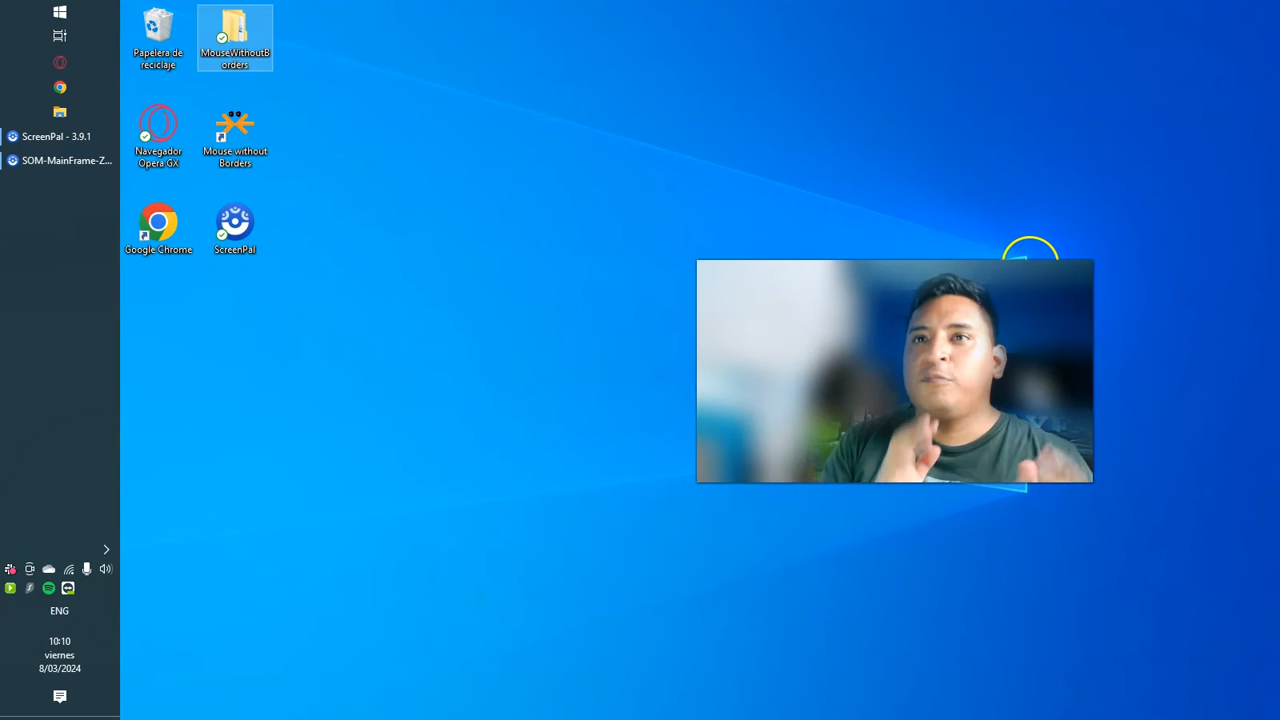 Papelera de
reciclaje
MouseWithoutB
orders
Navegador
Opera GX
Mouse without
Borders
Google Chrome
ScreenPal
ScreenPal - 3.9.1
SOM-MainFrame-Z...
ENG
10:10
viernes
8/03/2024